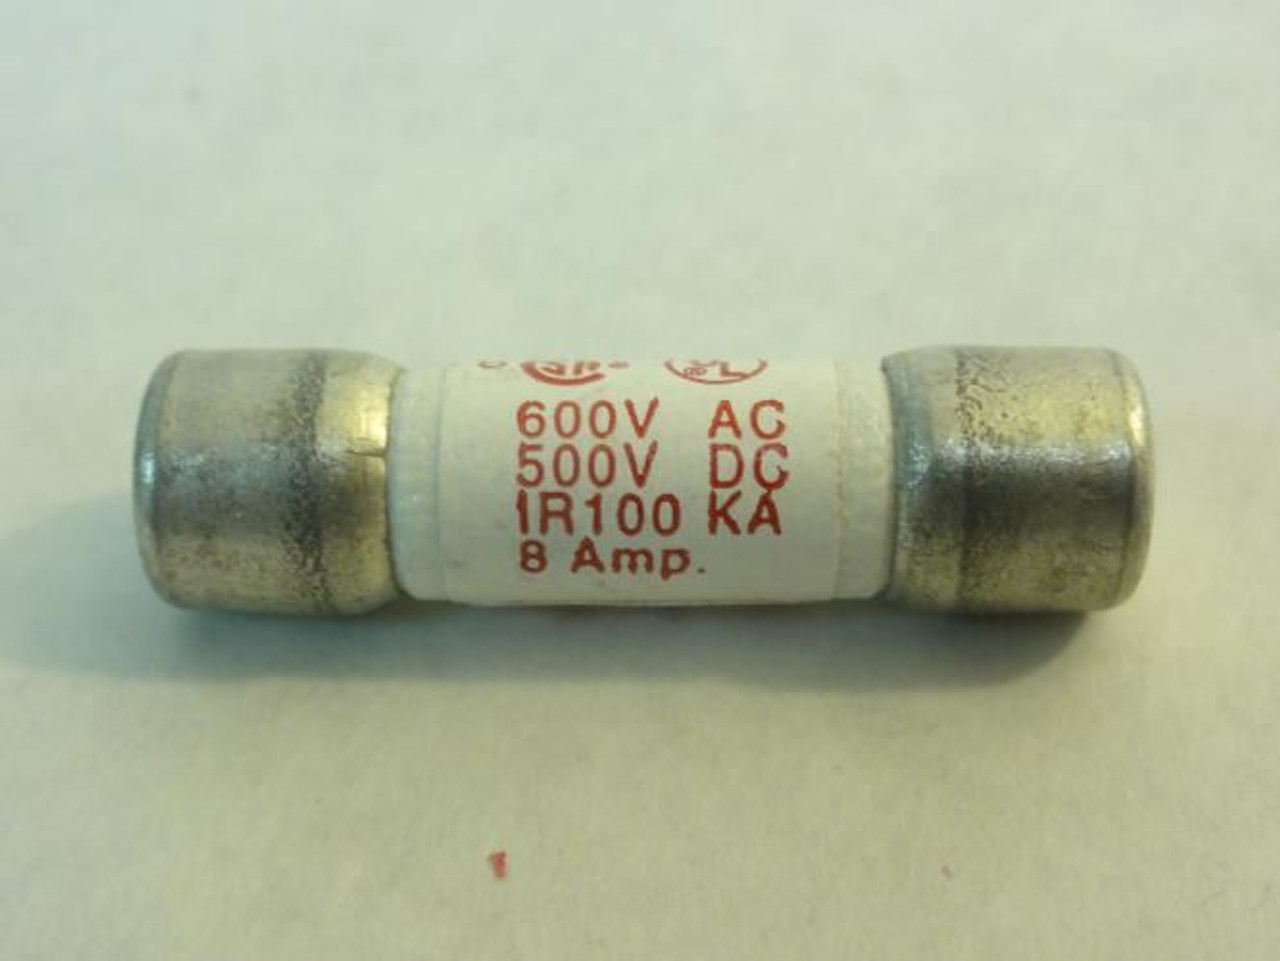 600V AC
500V DC
IR100 KA
8 Amp.